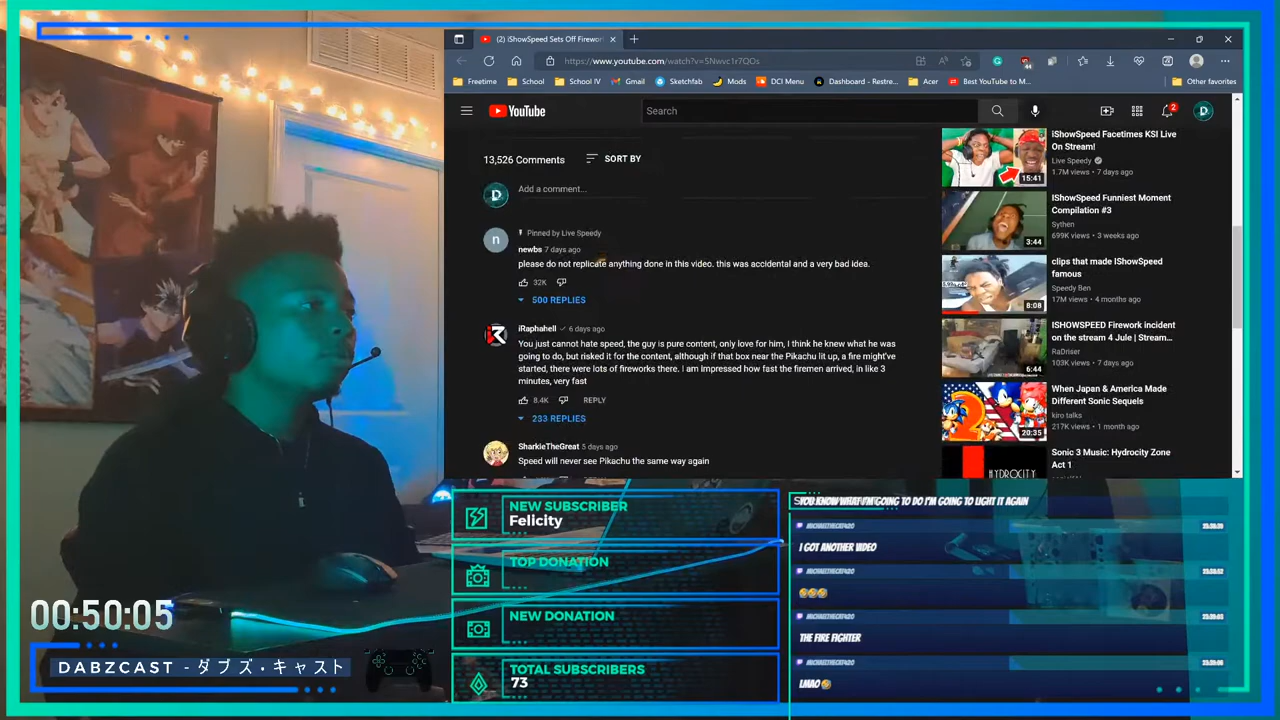 (2) iShowSpeed Sets Off Firewor
https://www.youtube.com/watch?v=5Nwvc1r7QOs
Freetime
School
School IV
Gmail
Sketchfab
Mods
DCI Menu
Dashboard - Restre...
Acer
Best YouTube to M...
Other favorites
YouTube
Search
2
D
13,526 Comments
SORT BY
D
Add a comment...
n
Pinned by Live Speedy
newbs 7 days ago
please do not replicate anything done in this video. this was accidental and a very bad idea.
32K
500 REPLIES
iRaphahell 6 days ago
You just cannot hate speed, the guy is pure content, only love for him, I think he knew what he was
going to do, but risked it for the content, although if that box near the Pikachu lit up, a fire might've
started, there were lots of fireworks there. I am impressed how fast the firemen arrived, in like 3
minutes, very fast
8.4K REPLY
233 REPLIES
SharkieTheGreat 5 days ago
Speed will never see Pikachu the same way again
iShowSpeed Facetimes KSI Live
On Stream!
Live Speedy
1.7M views • 7 days ago
15:41
IShowSpeed Funniest Moment
Compilation #3
Sythen
699K views • 3 weeks ago
3:44
clips that made IShowSpeed
famous
Speedy Ben
57M views • 4 months ago
8:08
ISHOWSPEED Firework incident
on the stream 4 Jule | Stream...
RaDriser
103K views • 7 days ago
6:44
When Japan & America Made
Different Sonic Sequels
kiro talks
217K views • 1 month ago
20:35
Sonic 3 Music: Hydrocity Zone
Act 1
HYDROCITY
NEW SUBSCRIBER
Felicity
TOP DONATION
NEW DONATION
TOTAL SUBSCRIBERS
73
YOU KNOW WHAT I'M GOING TO DO I'M GOING TO LIGHT IT AGAIN
I GOT ANOTHER VIDEO
🤣🤣🤣
THE FIRE FIGHTER
LMAO 🤣
00:50:05
DABZCAST - ダブズ・キャスト